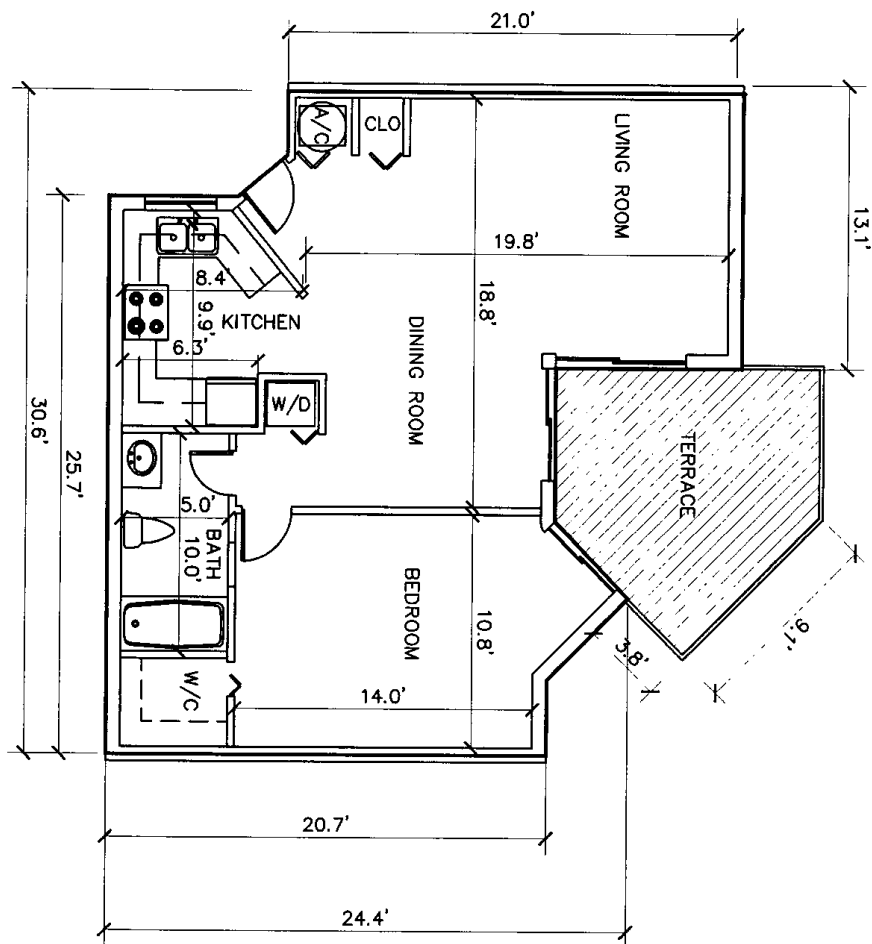 21.0'
A/C
CLO
LIVING ROOM
13.1'
19.8'
8.4'
9.9'
KITCHEN
18.8'
6.3'
DINING ROOM
W/D
30.6'
25.7'
TERRACE
5.0'
BATH
10.0'
BEDROOM
10.8'
9.1'
3.8'
W/C
14.0'
20.7'
24.4'